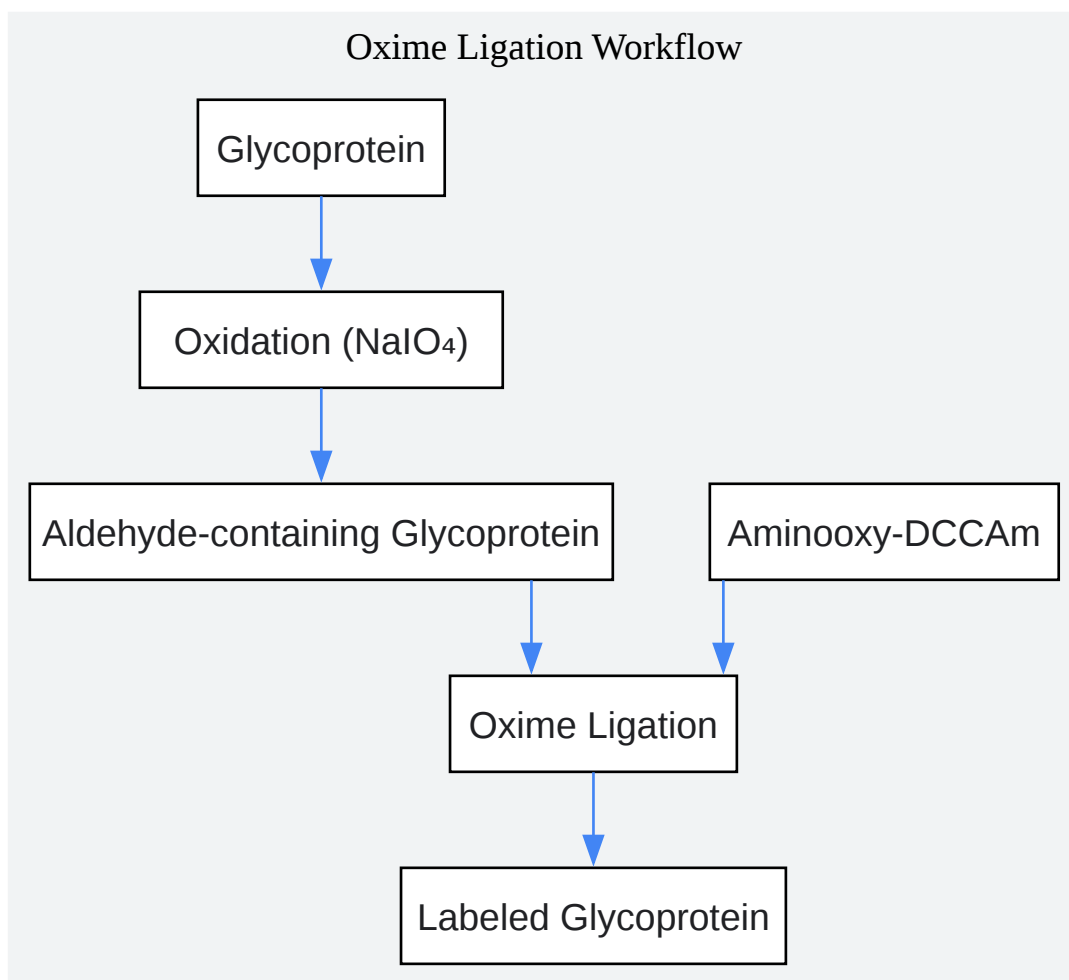 Oxime Ligation Workflow
Glycoprotein
Oxidation (NaIO₄)
Aldehyde-containing Glycoprotein
Aminooxy-DCCAm
Oxime Ligation
Labeled Glycoprotein